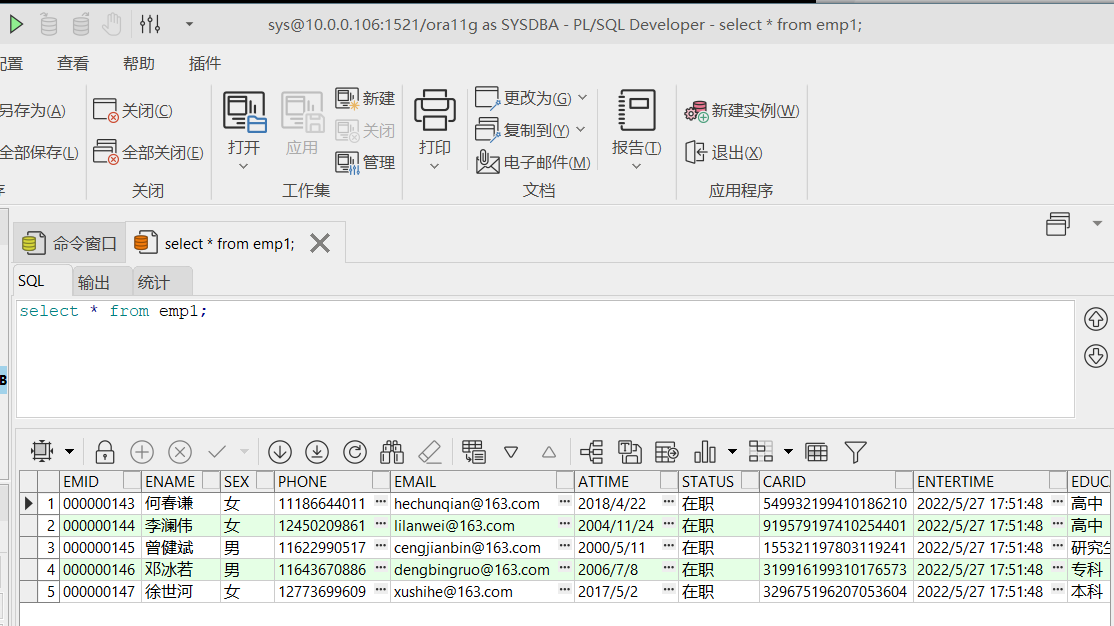 sys@10.0.0.106:1521/ora11g as SYSDBA - PL/SQL Developer - select * from emp1;
配置 查看 帮助 插件
另存为(A) 关闭(C) 打开 应用 新建 关闭 管理 打印 更改为(G) 复制到(Y) 电子邮件(M) 报告(T) 新建实例(W)
全部保存(L) 全部关闭(E) 退出(X)
存 关闭 工作集 文档 应用程序
命令窗口 select * from emp1;
SQL 输出 统计
select * from emp1;
B
EMID ENAME SEX PHONE EMAIL ATTIME STATUS CARID ENTERTIME EDUC
1 000000143 何春谦 女 11186644011 hechunqian@163.com 2018/4/22 在职 549932199410186210 2022/5/27 17:51:48 高中
2 000000144 李澜伟 女 12450209861 lilanwei@163.com 2004/11/24 在职 919579197410254401 2022/5/27 17:51:48 高中
3 000000145 曾健斌 男 11622990517 cengjianbin@163.com 2000/5/11 在职 155321197803119241 2022/5/27 17:51:48 研究生
4 000000146 邓冰若 男 11643670886 dengbingruo@163.com 2006/7/8 在职 319916199310176573 2022/5/27 17:51:48 专科
5 000000147 徐世河 女 12773699609 xushihe@163.com 2017/5/2 在职 329675196207053604 2022/5/27 17:51:48 本科